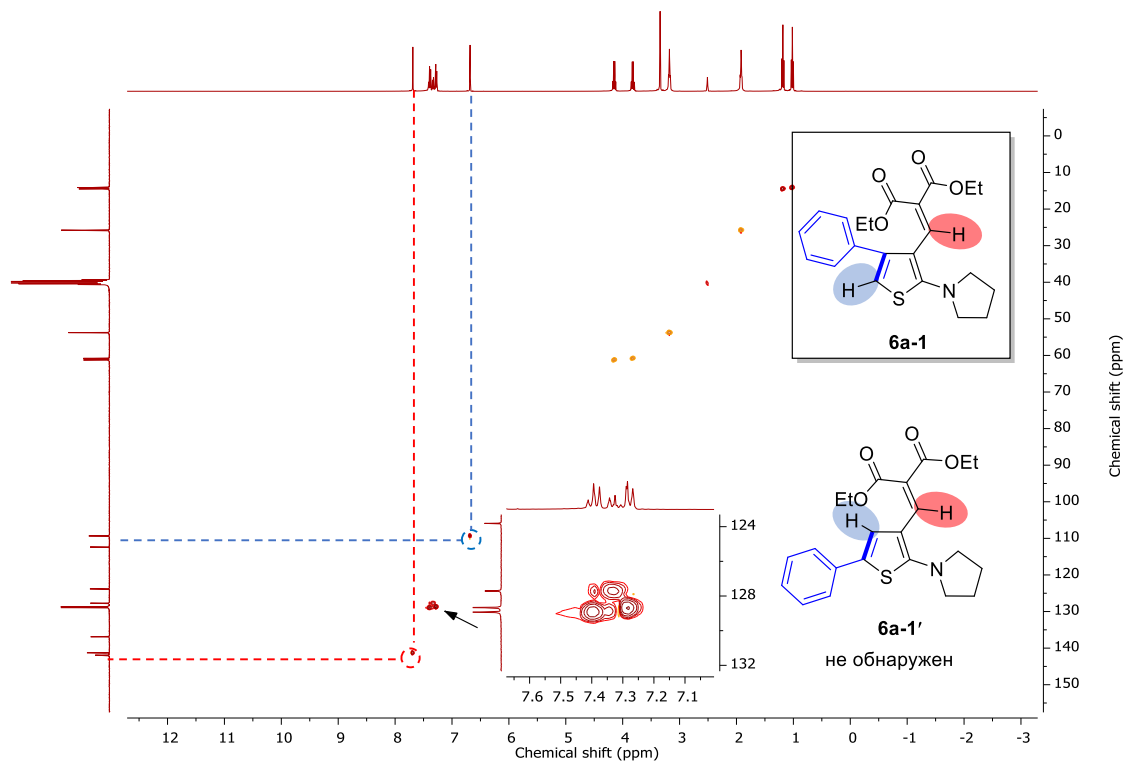 0
10
20
30
40
50
60
70
80
90
100
110
120
130
140
150
Chemical shift (ppm)
O
O
OEt
EtO
H
H
S
N
6a-1
O
O
OEt
EtO
H
H
S
N
6a-1′
не обнаружен
124
128
132
7.6 7.5 7.4 7.3 7.2 7.1
12 11 10 9 8 7 6 5 4 3 2 1 0 -1 -2 -3
Chemical shift (ppm)